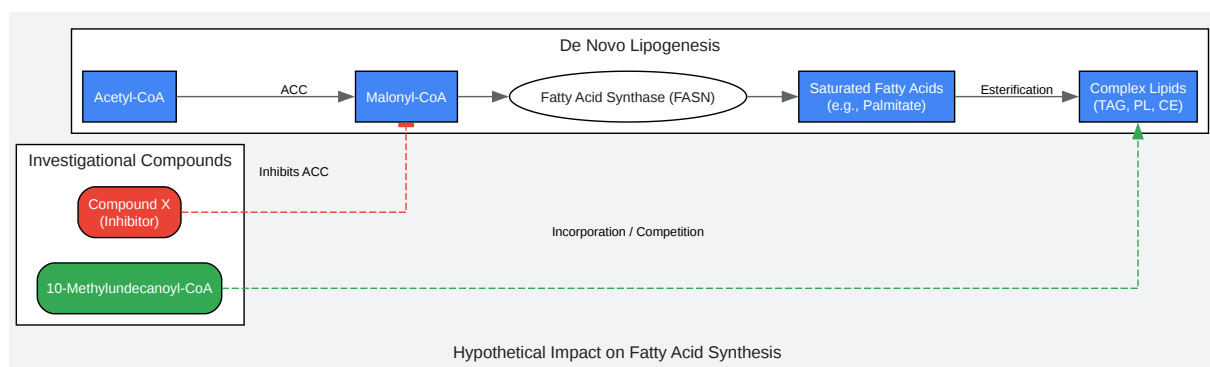 De Novo Lipogenesis
Acetyl-CoA
ACC
Malonyl-CoA
Fatty Acid Synthase (FASN)
Saturated Fatty Acids
(e.g., Palmitate)
Esterification
Complex Lipids
(TAG, PL, CE)
Investigational Compounds
Inhibits ACC
Compound X
(Inhibitor)
Incorporation / Competition
10-Methylundecanoyl-CoA
Hypothetical Impact on Fatty Acid Synthesis